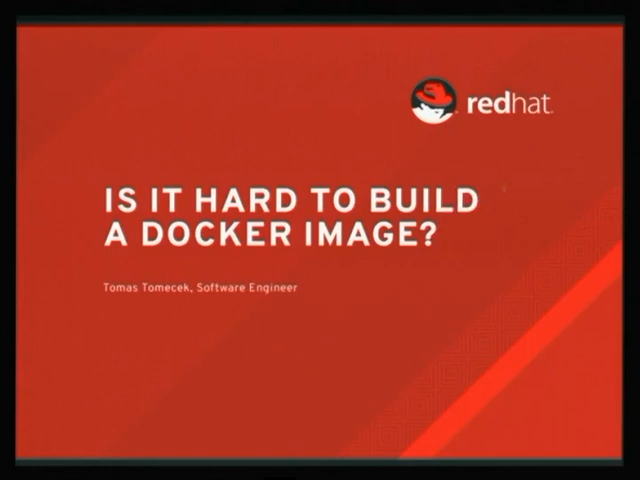 redhat.
IS IT HARD TO BUILD
A DOCKER IMAGE?
Tomas Tomecek, Software Engineer